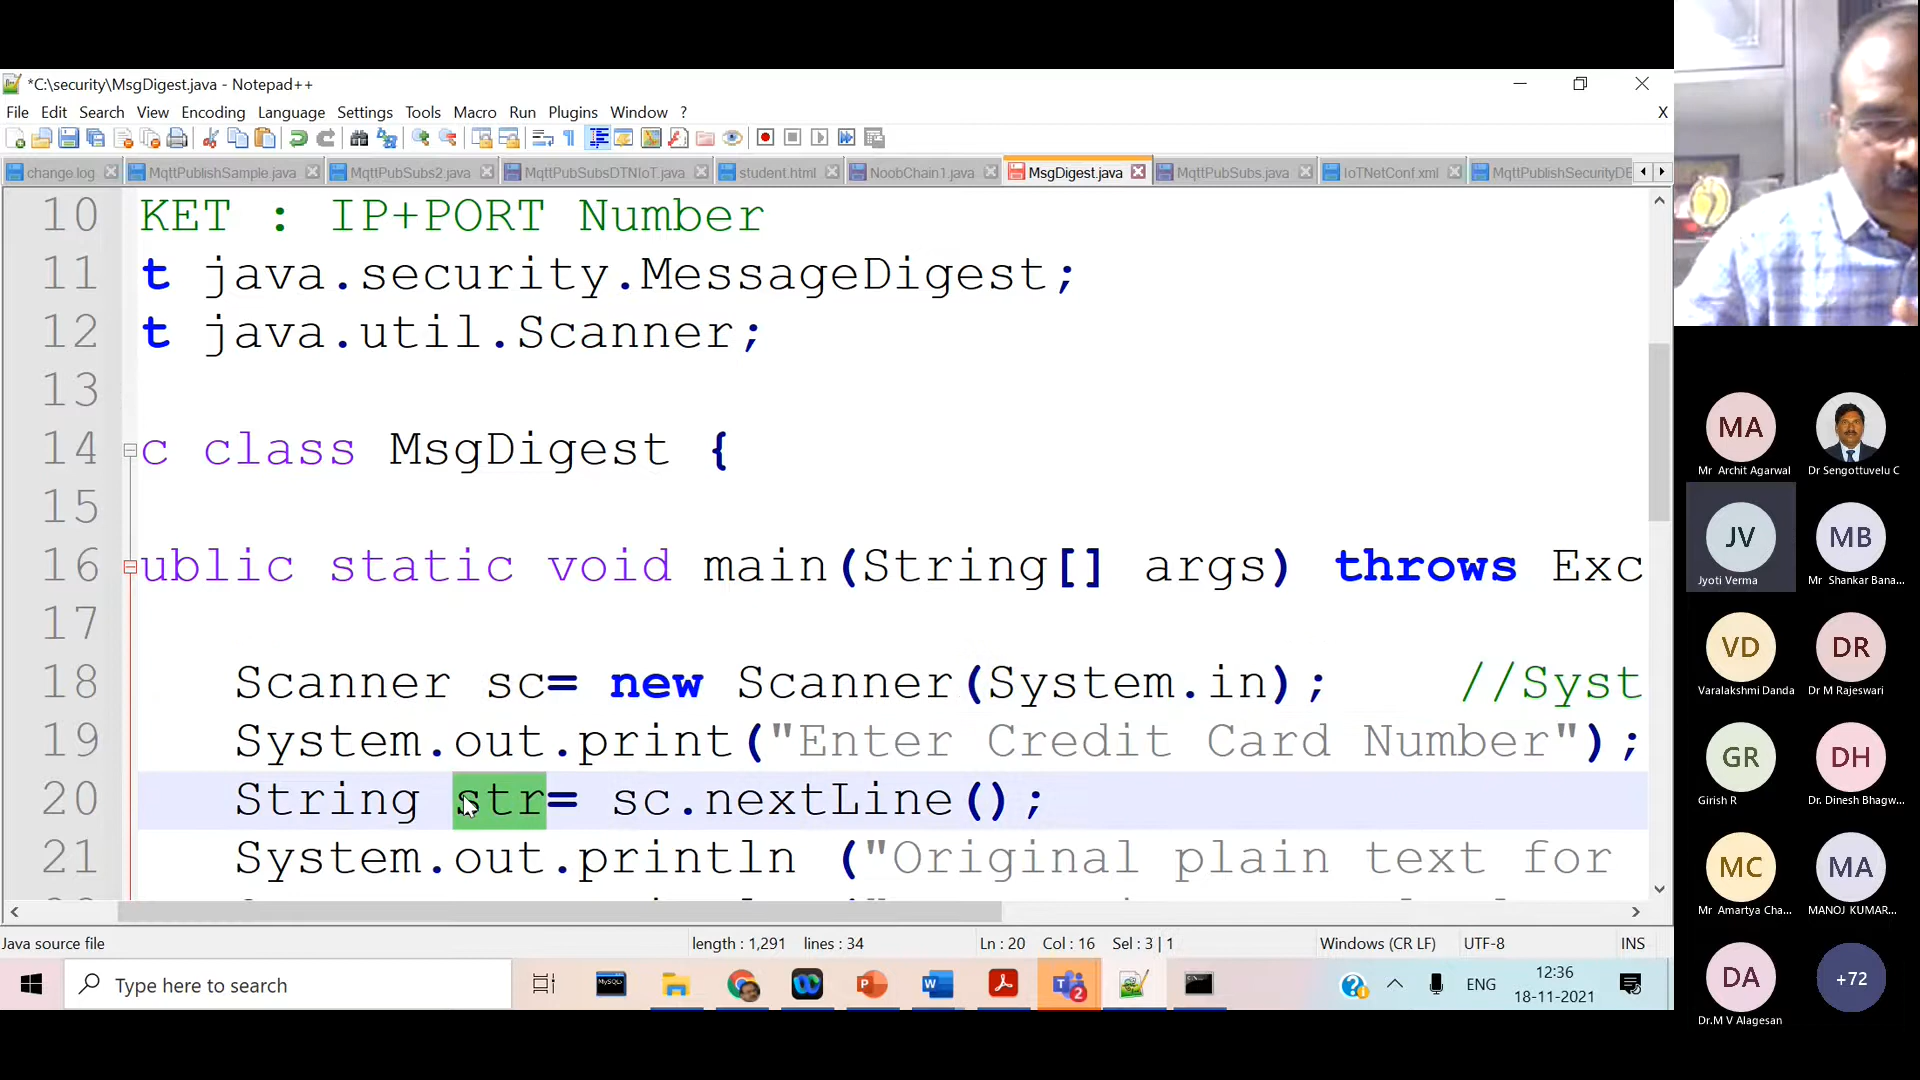 *C:\security\MsgDigest.java - Notepad++
File Edit Search View Encoding Language Settings Tools Macro Run Plugins Window ? X
change.log MqttPublishSample.java MqttPubSubs2.java MqttPubSubsDTNIoT.java student.html NoobChain1.java MsgDigest.java MqttPubSubs.java IoTNetConf.xml MqttPublishSecurityDE
10 KET : IP+PORT Number
11 t java.security.MessageDigest;
12 t java.util.Scanner;
13
14 c class MsgDigest {
15
16 ublic static void main(String[] args) throws Exc
17
18 Scanner sc= new Scanner(System.in); //Syst
19 System.out.print("Enter Credit Card Number");
20 String str= sc.nextLine();
21 System.out.println ("Original plain text for
Java source file length : 1,291 lines : 34 Ln : 20 Col : 16 Sel : 3 | 1 Windows (CR LF) UTF-8 INS
Type here to search
MySQL
2
ENG
12:36
18-11-2021
MA
Mr Archit Agarwal Dr Sengottuvelu C
JV MB
Jyoti Verma Mr Shankar Bana...
VD DR
Varalakshmi Danda Dr M Rajeswari
GR DH
Girish R Dr. Dinesh Bhagw...
MC MA
Mr Amartya Cha... MANOJ KUMAR...
DA +72
Dr.M V Alagesan